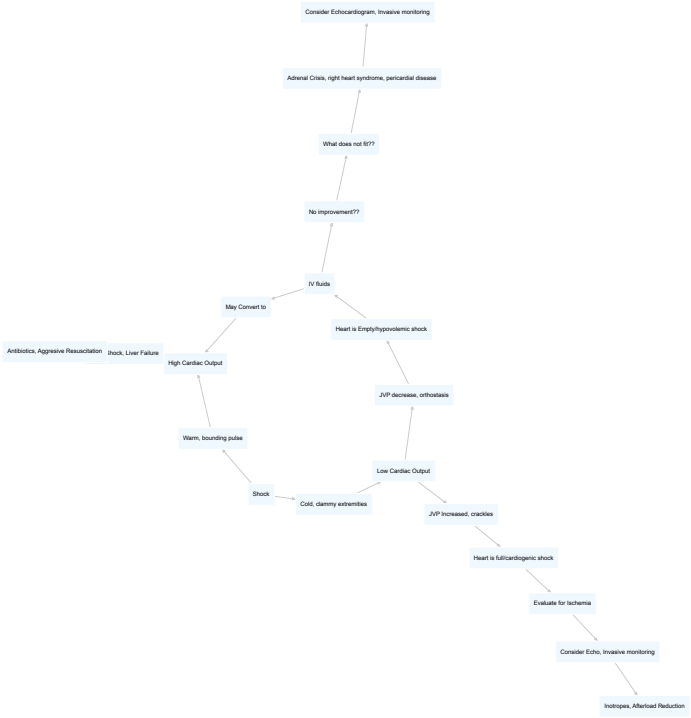 Consider Echocardiogram, Invasive monitoring
Adrenal Crisis, right heart syndrome, pericardial disease
What does not fit??
No improvement??
IV fluids
May Convert to
Heart is Empty/hypovolemic shock
Antibiotics, Aggresive Resuscitation
hock, Liver Failure
High Cardiac Output
JVP decrease, orthostasis
Warm, bounding pulse
Low Cardiac Output
Shock
Cold, clammy extremities
JVP Increased, crackles
Heart is full/cardiogenic shock
Evaluate for Ischemia
Consider Echo, Invasive monitoring
Inotropes, Afterload Reduction